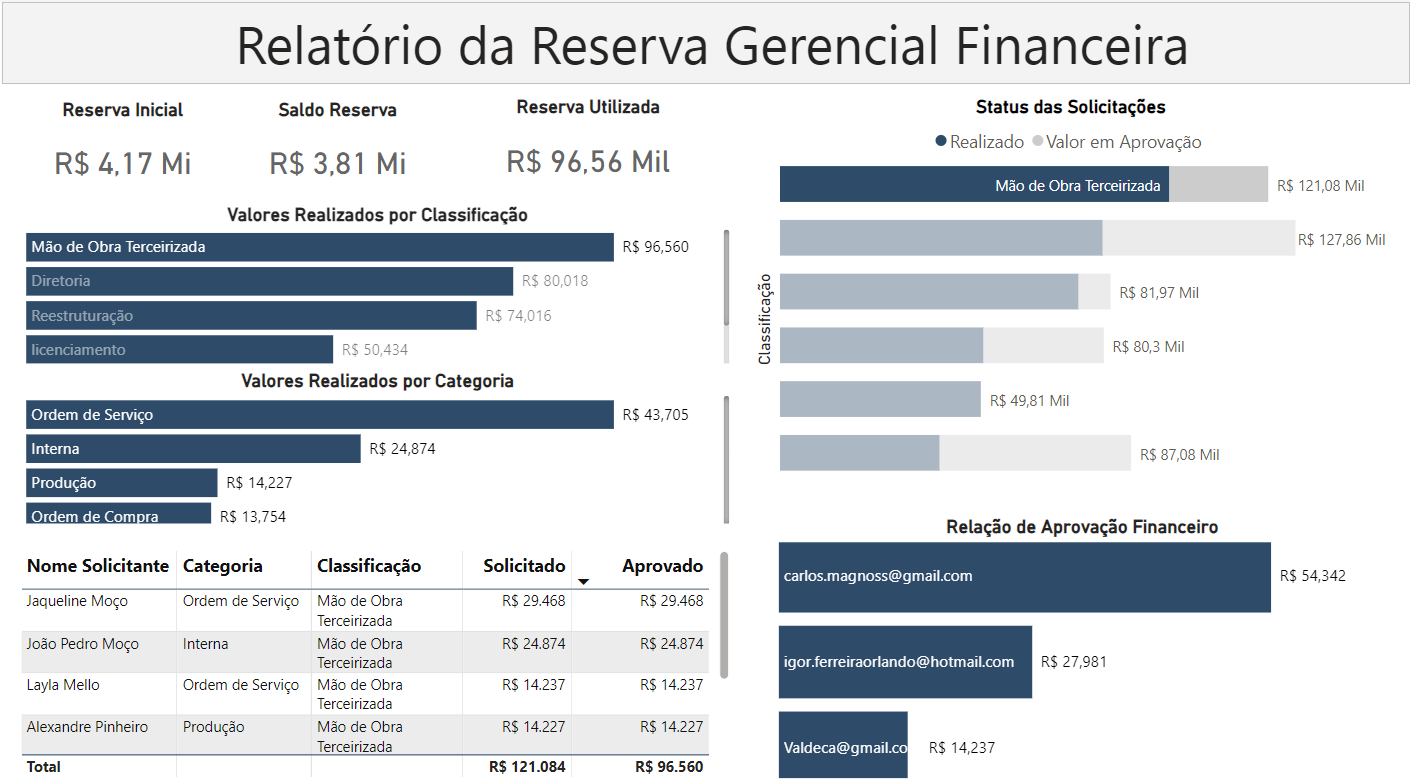 Relatório da Reserva Gerencial Financeira
Reserva Inicial
R$ 4,17 Mi
Saldo Reserva
R$ 3,81 Mi
Reserva Utilizada
R$ 96,56 Mil
Valores Realizados por Classificação
Mão de Obra Terceirizada R$ 96,560
Diretoria R$ 80,018
Reestruturação R$ 74,016
licenciamento R$ 50,434
Valores Realizados por Categoria
Ordem de Serviço R$ 43,705
Interna R$ 24,874
Produção R$ 14,227
Ordem de Compra R$ 13,754
Nome Solicitante Categoria Classificação Solicitado Aprovado
Jaqueline Moço Ordem de Serviço Mão de Obra R$ 29.468 R$ 29.468
Terceirizada
João Pedro Moço Interna Mão de Obra R$ 24.874 R$ 24.874
Terceirizada
Layla Mello Ordem de Serviço Mão de Obra R$ 14.237 R$ 14.237
Terceirizada
Alexandre Pinheiro Produção Mão de Obra R$ 14.227 R$ 14.227
Terceirizada
Total R$ 121.084 R$ 96.560
Status das Solicitações
Realizado Valor em Aprovação
Classificação
Mão de Obra Terceirizada R$ 121,08 Mil
R$ 127,86 Mil
R$ 81,97 Mil
R$ 80,3 Mil
R$ 49,81 Mil
R$ 87,08 Mil
Relação de Aprovação Financeiro
carlos.magnoss@gmail.com R$ 54,342
igor.ferreiraorlando@hotmail.com R$ 27,981
Valdeca@gmail.co R$ 14,237